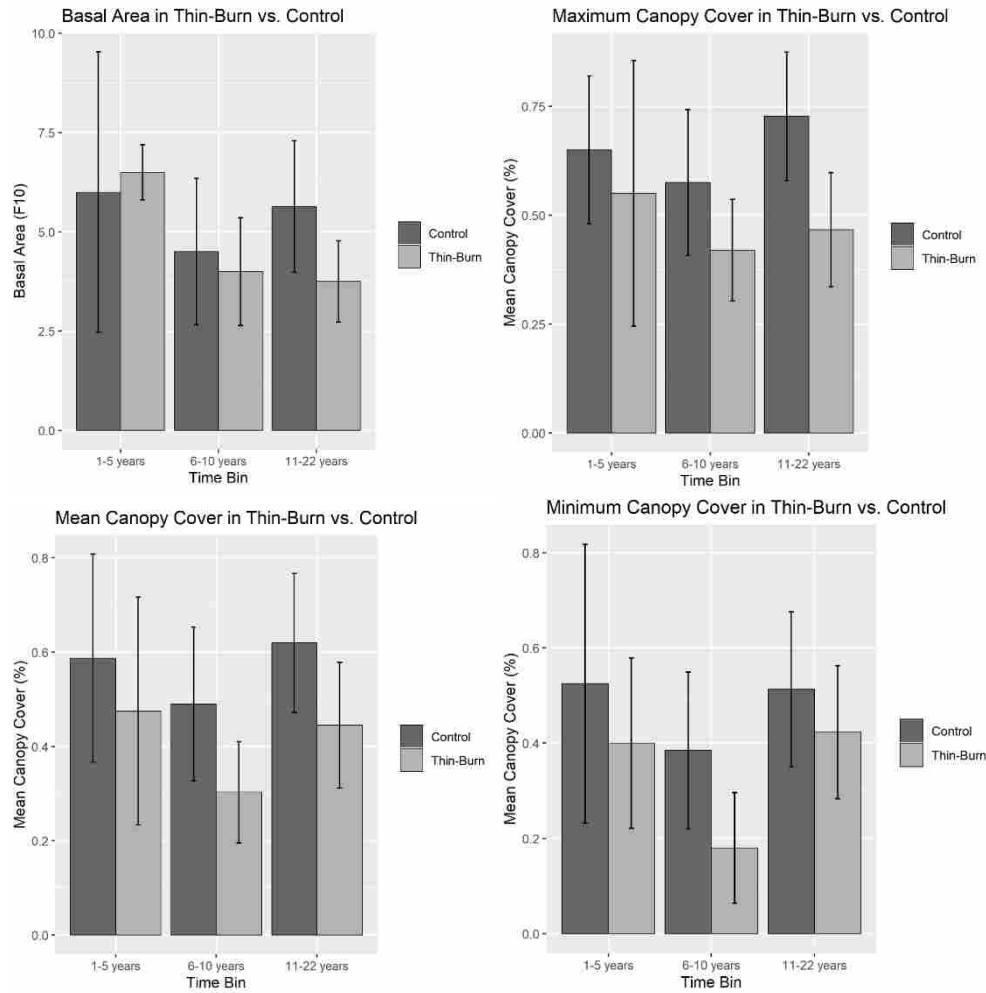 Basal Area in Thin-Burn vs. Control
10.0
7.5
5.0
2.5
0.0
Basal Area (F10)
1-5 years
6-10 years
11-22 years
Time Bin
Control
Thin-Burn
Maximum Canopy Cover in Thin-Burn vs. Control
0.75
0.50
0.25
0.00
Mean Canopy Cover (%)
1-5 years
6-10 years
11-22 years
Time Bin
Control
Thin-Burn
Mean Canopy Cover in Thin-Burn vs. Control
0.8
0.6
0.4
0.2
0.0
Mean Canopy Cover (%)
1-5 years
6-10 years
11-22 years
Time Bin
Control
Thin-Burn
Minimum Canopy Cover in Thin-Burn vs. Control
0.8
0.6
0.4
0.2
0.0
Mean Canopy Cover (%)
1-5 years
6-10 years
11-22 years
Time Bin
Control
Thin-Burn